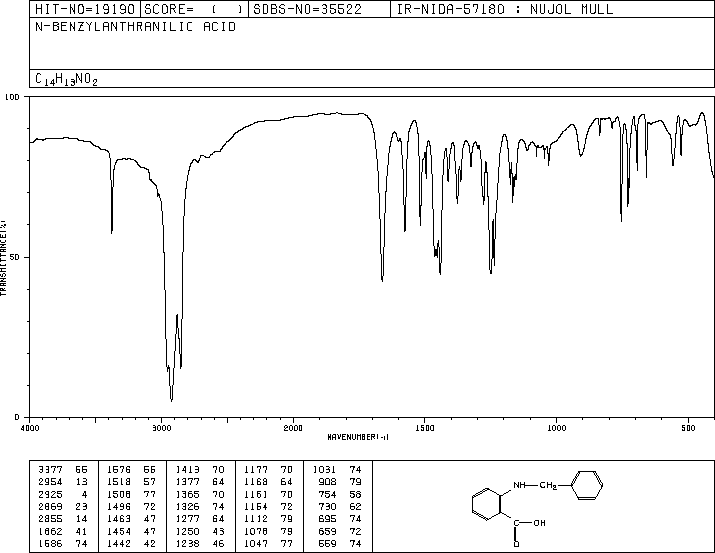 HIT-NO=19190 SCORE= ( ) SDBS-NO=35522 IR-NIDA-57180 : NUJOL MULL
N-BENZYLANTHRANILIC ACID
C14H13NO2
100
50
0
TRANSMITTANCE(%)
4000 3000 2000 1500 1000 500
WAVENUMBER(-1)
3377 55 1576 55 1413 70 1177 70 1031 74
2954 13 1518 57 1377 64 1168 64 908 79
2925 4 1508 77 1365 70 1161 70 754 58
2869 29 1496 72 1326 74 1154 72 730 62
2855 14 1463 47 1277 64 1112 79 695 74
1662 41 1454 47 1250 43 1078 79 659 72
1586 74 1442 42 1238 46 1047 77 559 74
NH CH2
C OH
O